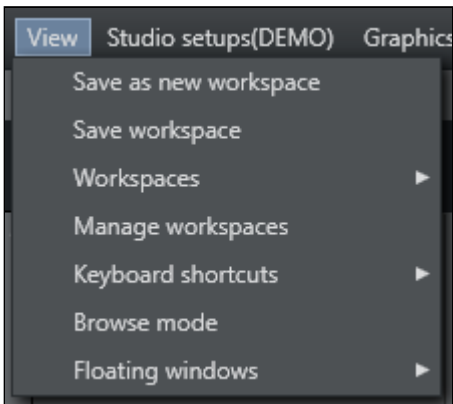 View Studio setups(DEMO) Graphics
Save as new workspace
Save workspace
Workspaces
Manage workspaces
Keyboard shortcuts
Browse mode
Floating windows